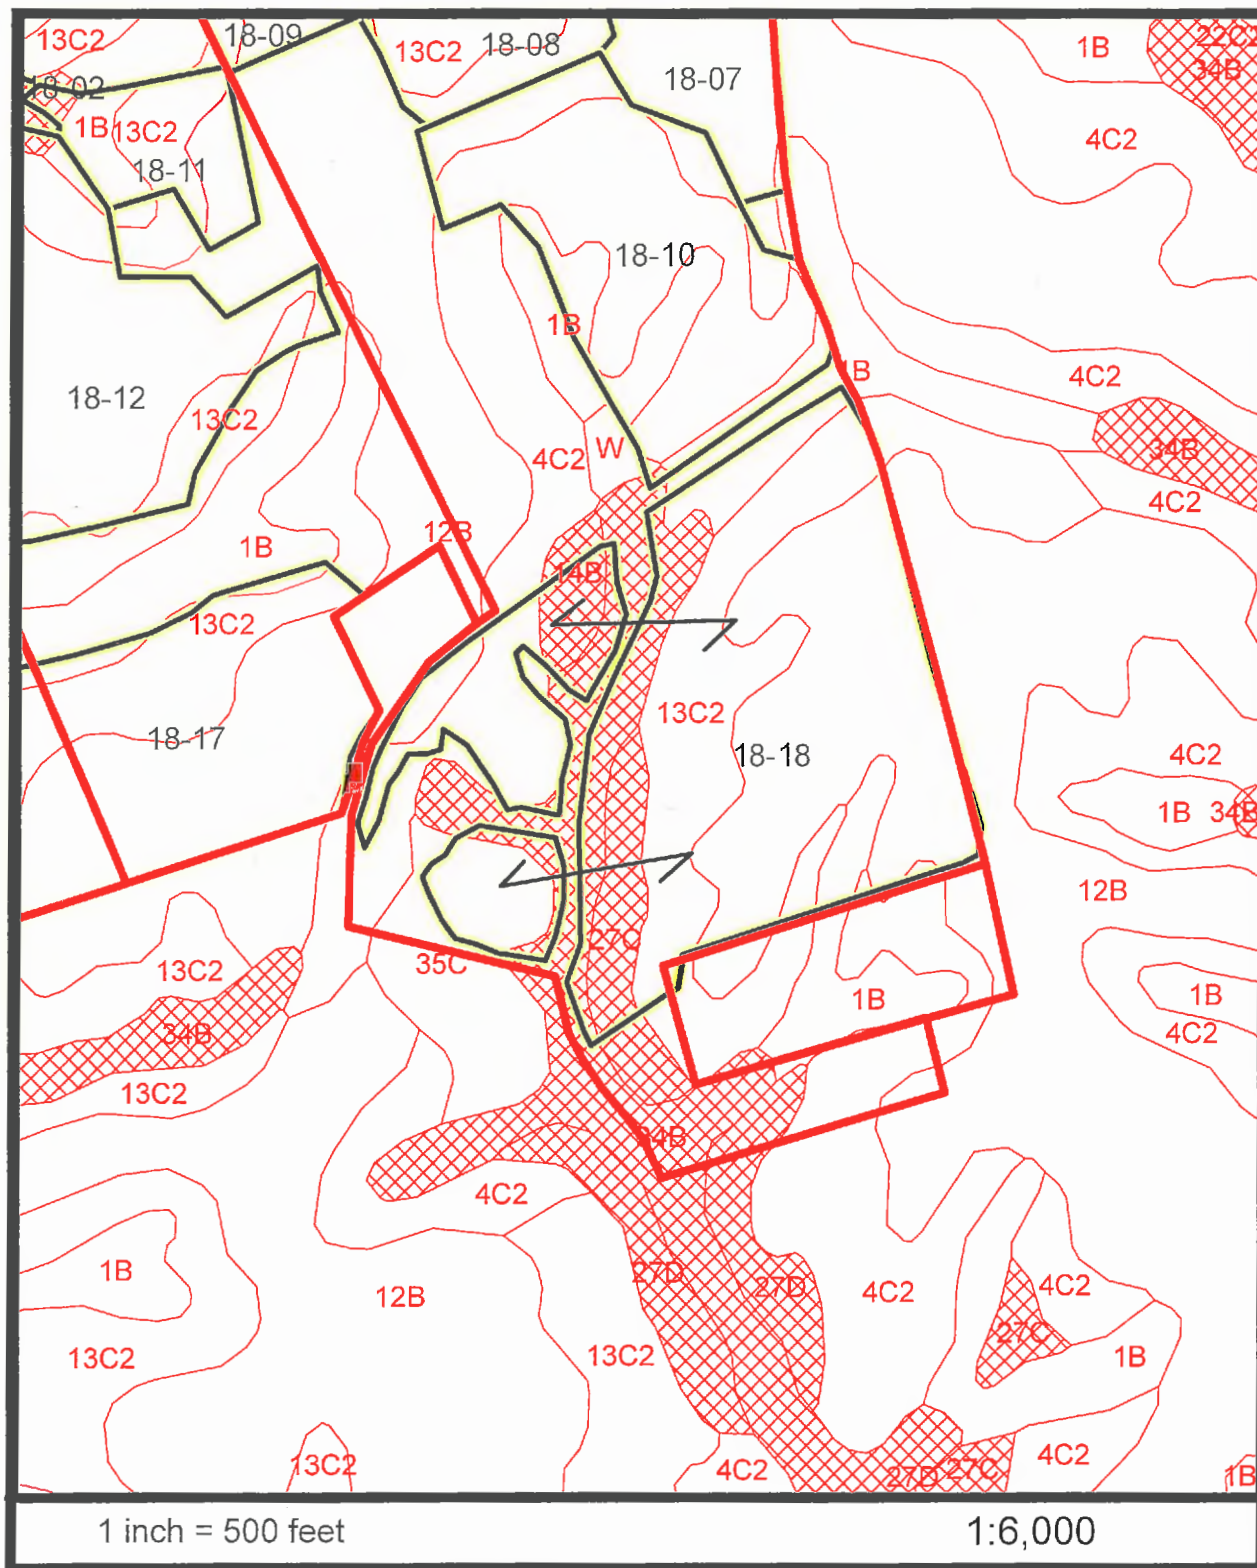 13C2 18-09 13C2 18-08 1B 22C2
18-02 18-07 34B
1B 13C2 4C2
18-11
18-10
1B
1B 4C2
18-12
13C2
4C2 W 34B
4C2
12B
1B
14B
13C2
13C2
18-17 18-18 4C2
1B 34B
12B
27C
35C
13C2 1B 1B
34B 4C2
13C2
34B
4C2
1B 27D 27D 4C2
12B 4C2
27C
13C2 13C2 1B
13C2 4C2 27D 27C 4C2 1B
1 inch = 500 feet 1:6,000